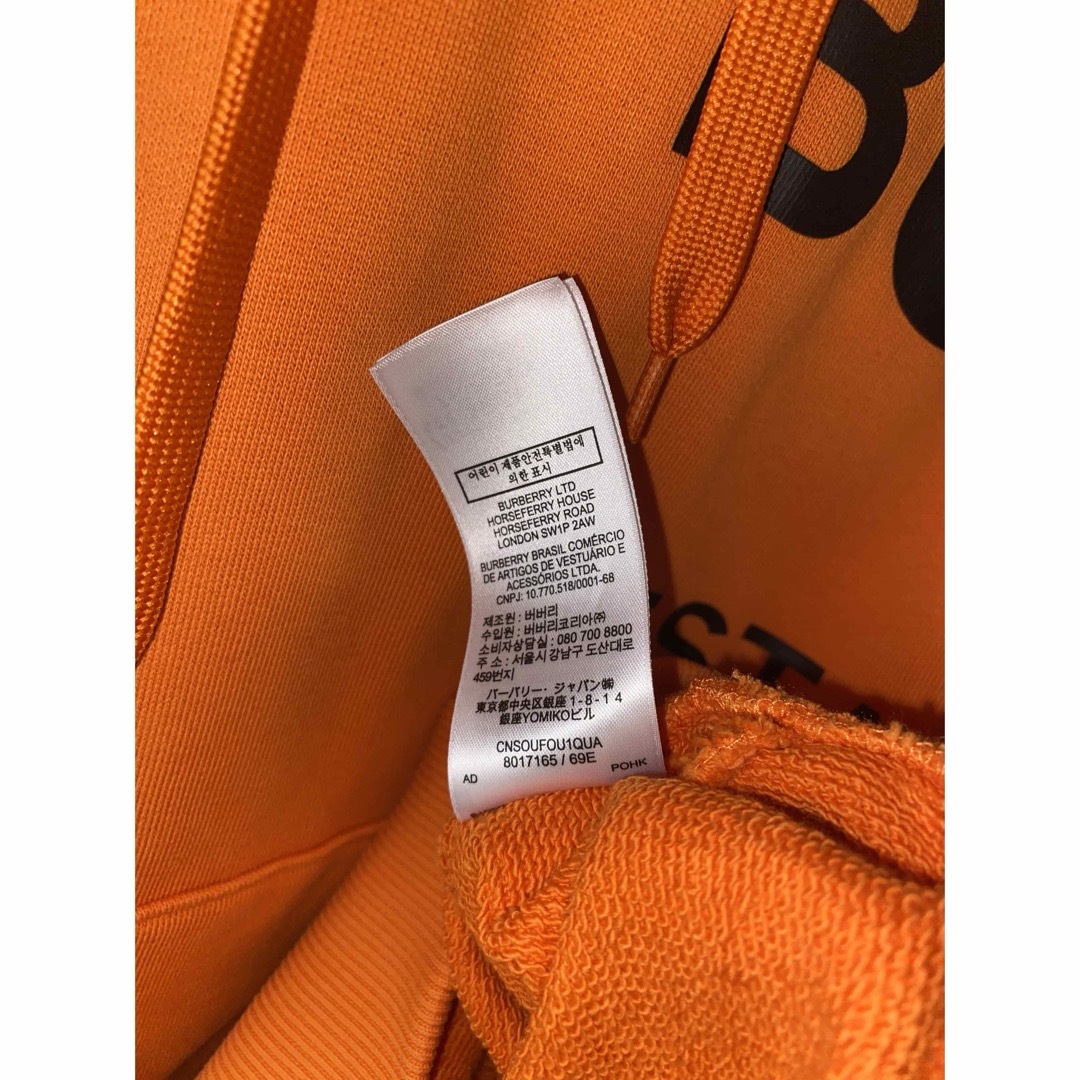 BU
ST
어린이 제품안전특별법에
의한 표시
BURBERRY LTD
HORSEFERRY HOUSE
HORSEFERRY ROAD
LONDON SW1P 2AW
BURBERRY BRASIL COMÉRCIO
DE ARTIGOS DE VESTUÁRIO E
ACESSÓRIOS LTDA.
CNPJ: 10.770.518/0001-68
제조원 : 버버리
수입원 : 버버리코리아㈜
소비자상담실 : 080 700 8800
주 소 : 서울시 강남구 도산대로
459번지
バーバリー・ジャパン㈱
東京都中央区銀座1-8-14
銀座YOMIKOビル
CNSOUFOU1QUA
8017165 / 69E
AD POHK